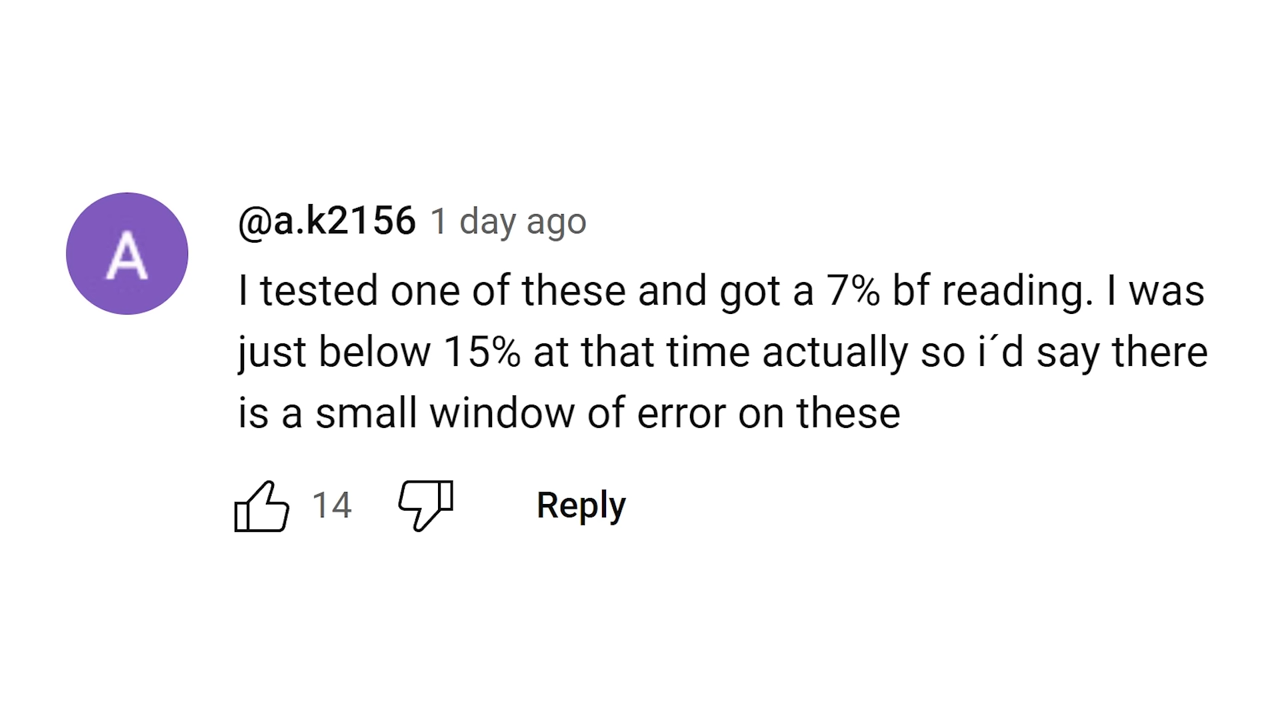 A
@a.k2156 1 day ago
I tested one of these and got a 7% bf reading. I was
just below 15% at that time actually so i´d say there
is a small window of error on these
14 Reply